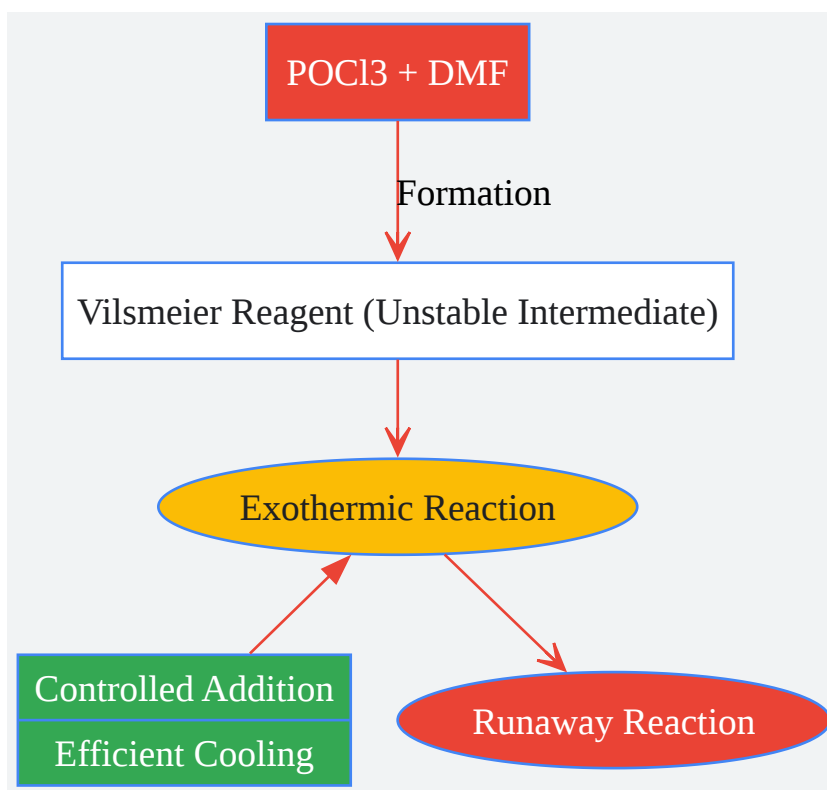 POCl3 + DMF
Formation
Vilsmeier Reagent (Unstable Intermediate)
Exothermic Reaction
Controlled Addition
Efficient Cooling
Runaway Reaction